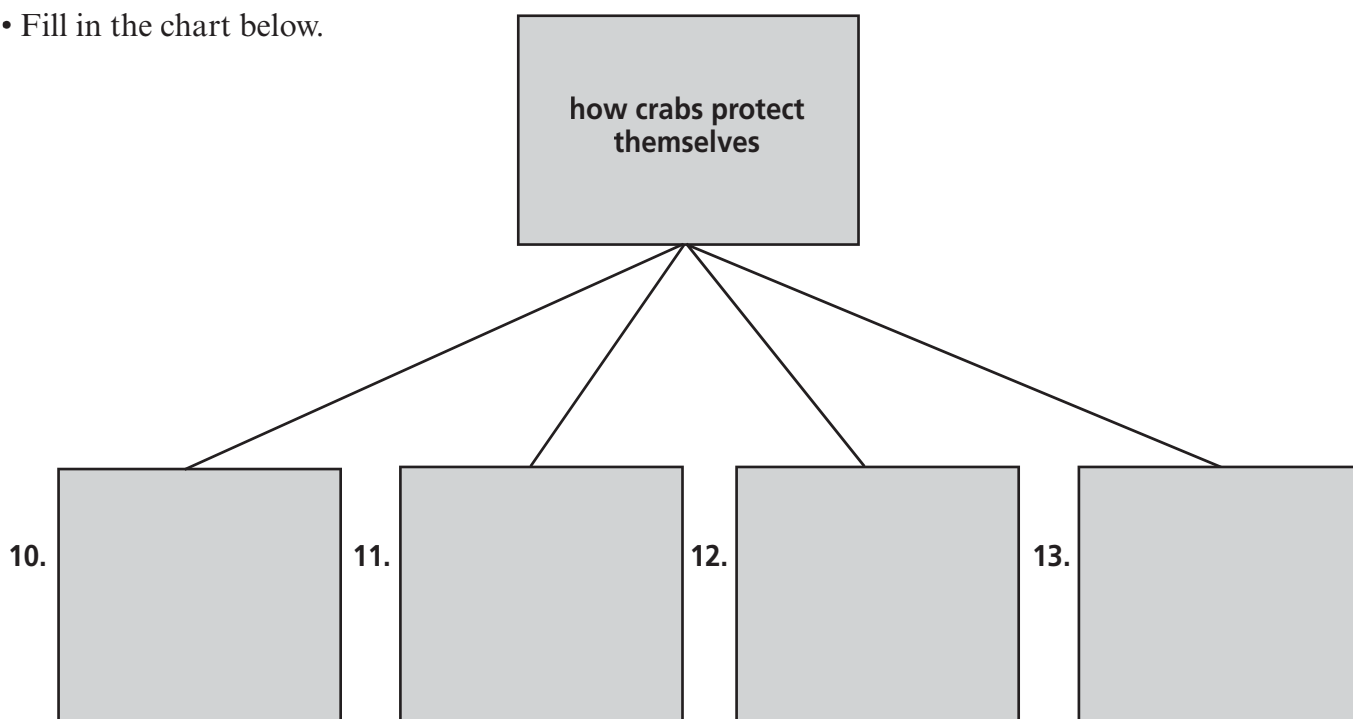 • Fill in the chart below.
how crabs protect
themselves
10.
11.
12.
13.